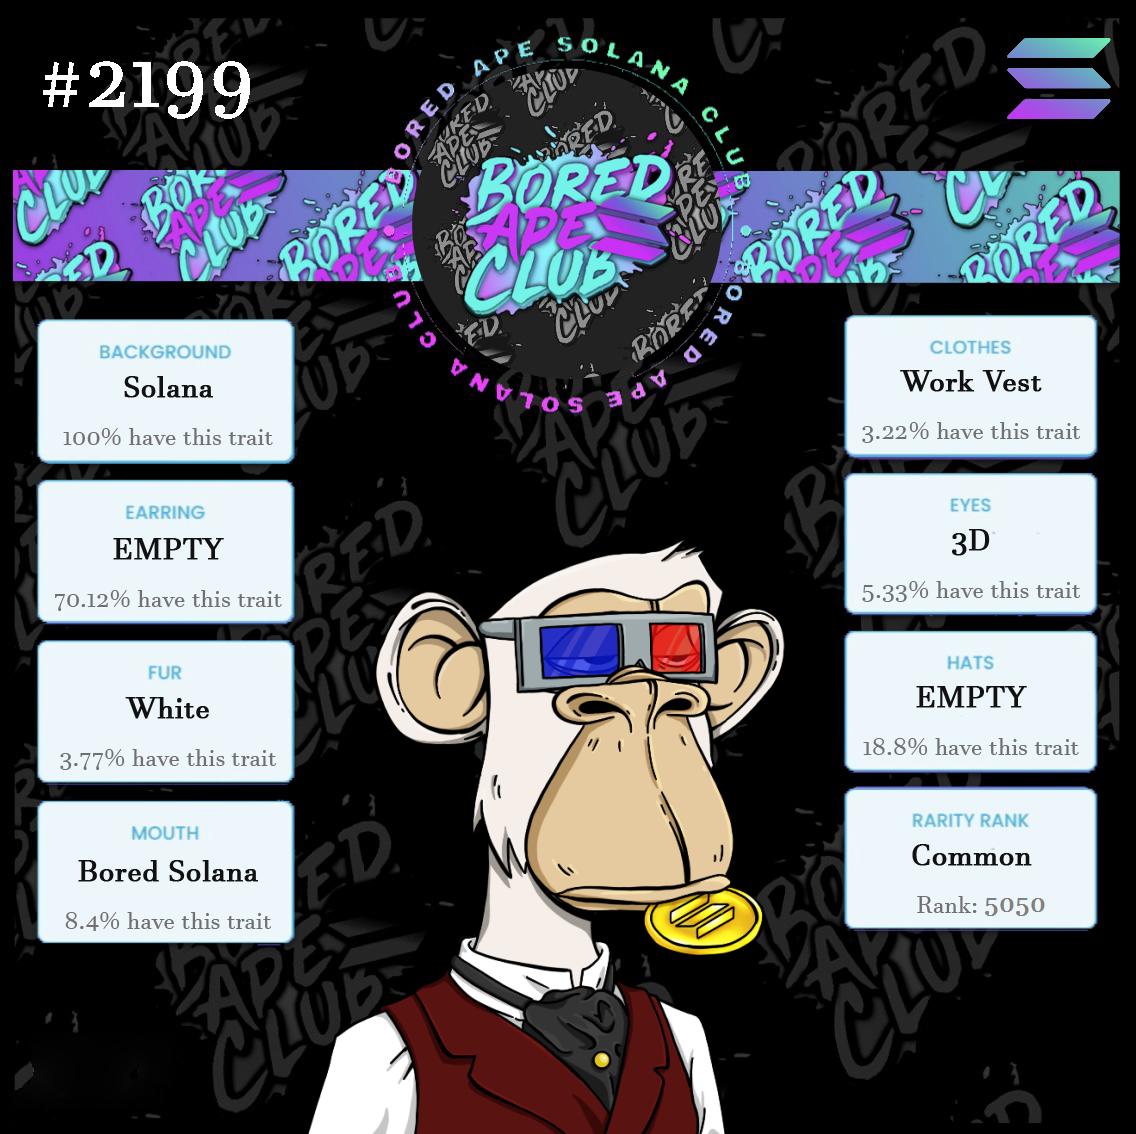 #2199
BORED APE SOLANA CLUB
BORED APE SOLANA CLUB
BORED
APE
CLUB
BACKGROUND
Solana
100% have this trait
EARRING
EMPTY
70.12% have this trait
FUR
White
3.77% have this trait
MOUTH
Bored Solana
8.4% have this trait
CLOTHES
Work Vest
3.22% have this trait
EYES
3D
5.33% have this trait
HATS
EMPTY
18.8% have this trait
RARITY RANK
Common
Rank: 5050